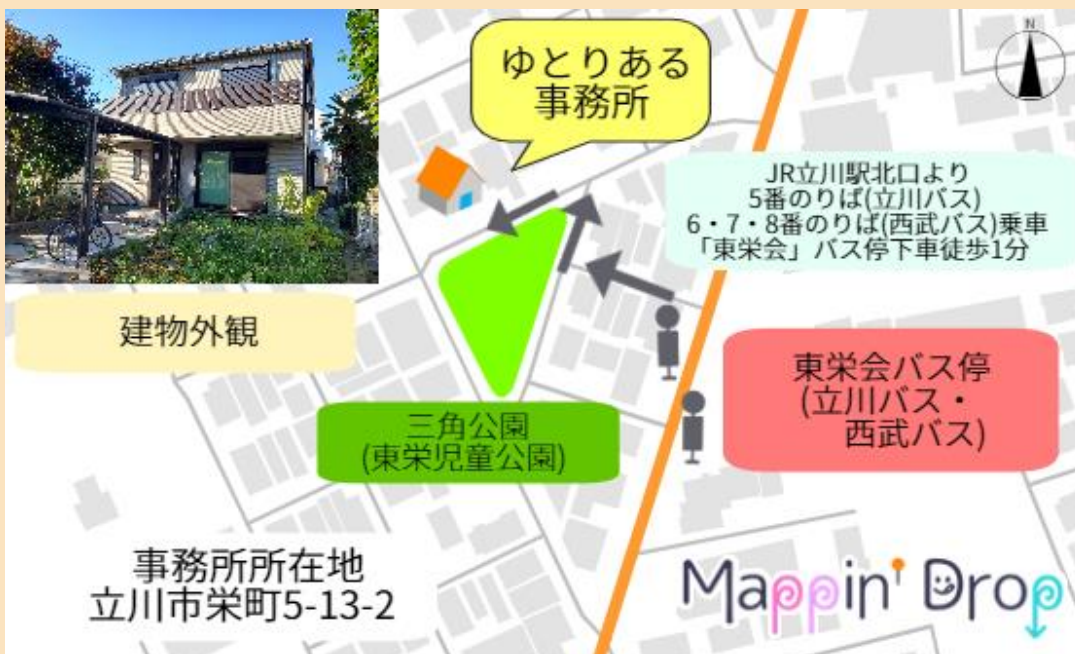 ゆとりある
事務所
N
JR立川駅北口より
5番のりば(立川バス)
6・7・8番のりば(西武バス)乗車
「東栄会」バス停下車徒歩1分
建物外観
東栄会バス停
(立川バス・
西武バス)
三角公園
(東栄児童公園)
事務所所在地
立川市栄町5-13-2
Mappin' Drop